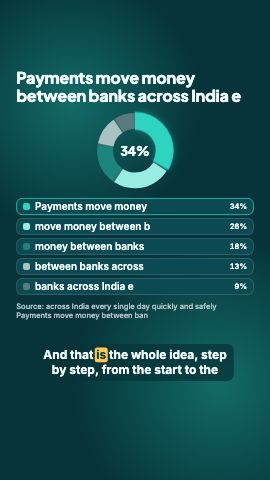 Payments move money
between banks across India e
34%
Payments move money 34%
move money between b 26%
money between banks 18%
between banks across 13%
banks across India e 9%
Source: across India every single day quickly and safely
Payments move money between ban
And that is the whole idea, step
by step, from the start to the